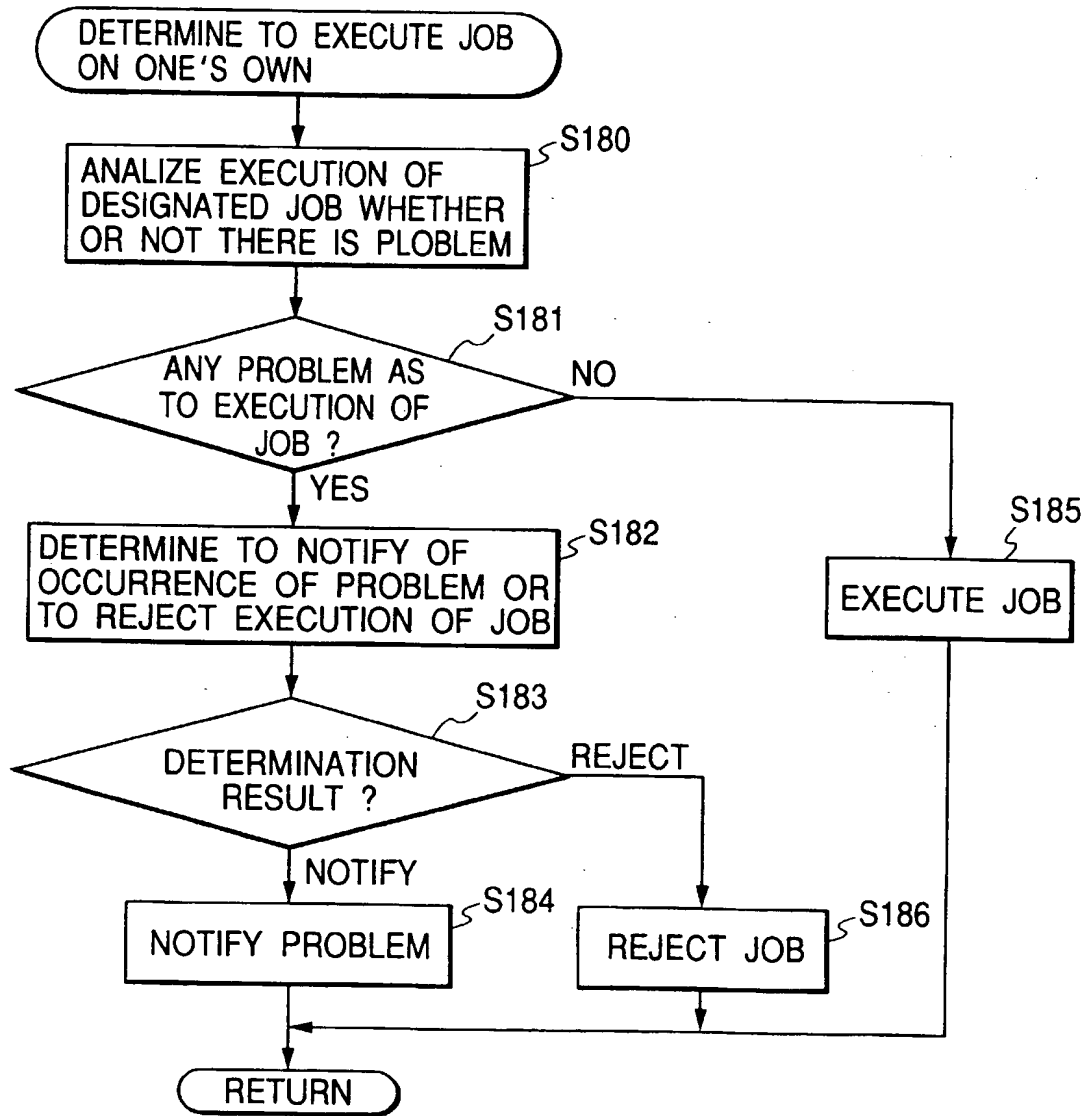 DETERMINE TO EXECUTE JOB
ON ONE'S OWN
S180
ANALIZE EXECUTION OF
DESIGNATED JOB WHETHER
OR NOT THERE IS PLOBLEM
S181
ANY PROBLEM AS
TO EXECUTION OF
JOB ?
NO
YES
S182
DETERMINE TO NOTIFY OF
OCCURRENCE OF PROBLEM OR
TO REJECT EXECUTION OF JOB
S185
EXECUTE JOB
S183
DETERMINATION
RESULT ?
REJECT
NOTIFY
S184
NOTIFY PROBLEM
S186
REJECT JOB
RETURN